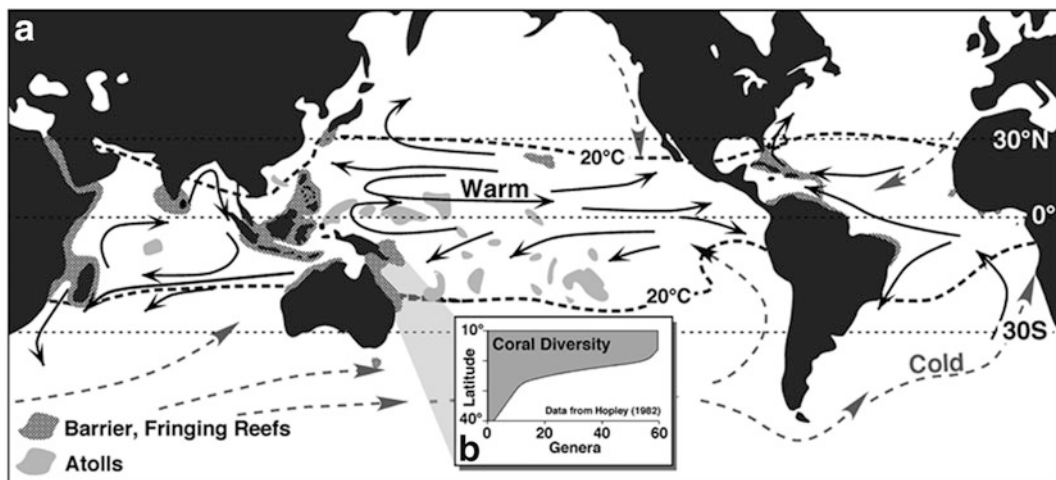 a
30°N
20°C
Warm
0°
20°C
30S
10°
Coral Diversity
Latitude
Cold
Data from Hopley (1982)
40°
0 20 40 60
b
Genera
Barrier, Fringing Reefs
Atolls